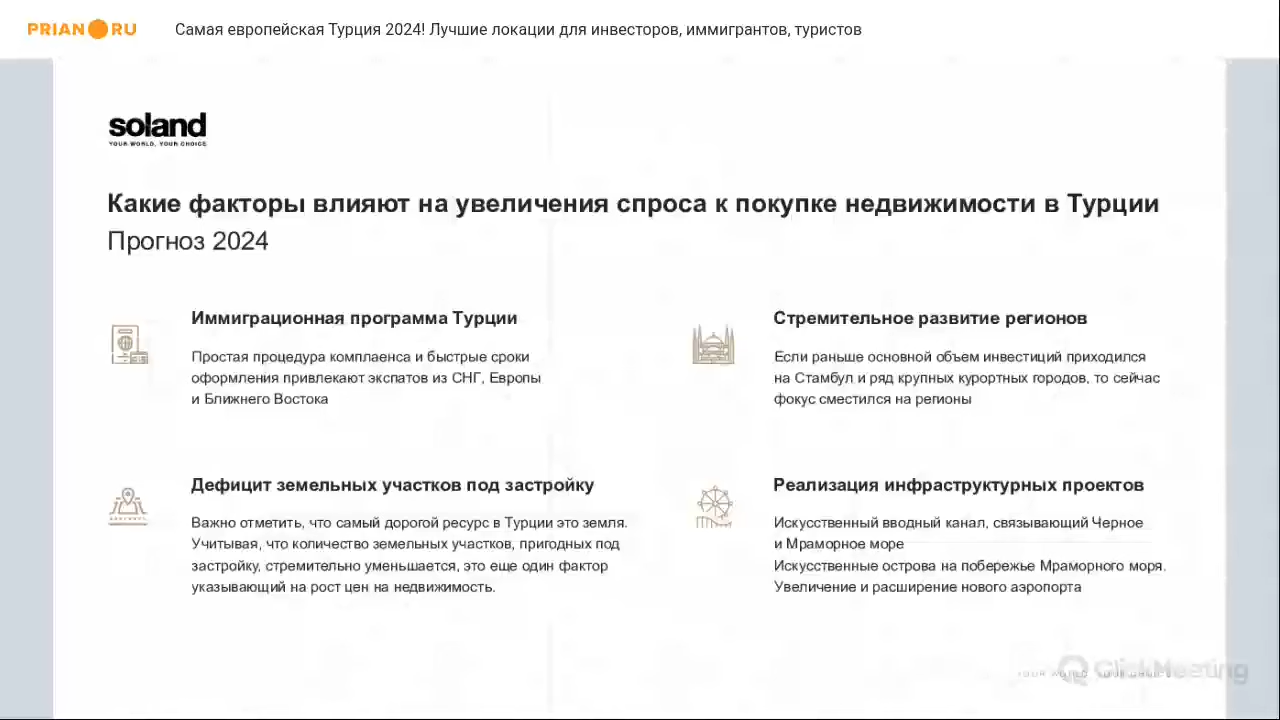 PRIAN RU
Самая европейская Турция 2024! Лучшие локации для инвесторов, иммигрантов, туристов
soland
YOUR WORLD, YOUR CHOICE
Какие факторы влияют на увеличения спроса к покупке недвижимости в Турции
Прогноз 2024
Иммиграционная программа Турции
Простая процедура комплаенса и быстрые сроки
оформления привлекают экспатов из СНГ, Европы
и Ближнего Востока
Стремительное развитие регионов
Если раньше основной объем инвестиций приходился
на Стамбул и ряд крупных курортных городов, то сейчас
фокус сместился на регионы
Дефицит земельных участков под застройку
Важно отметить, что самый дорогой ресурс в Турции это земля.
Учитывая, что количество земельных участков, пригодных под
застройку, стремительно уменьшается, это еще один фактор
указывающий на рост цен на недвижимость.
Реализация инфраструктурных проектов
Искусственный вводный канал, связывающий Черное
и Мраморное море
Искусственные острова на побережье Мраморного моря.
Увеличение и расширение нового аэропорта
YOUR WORLD, YOUR CHOICE
ClickMeeting